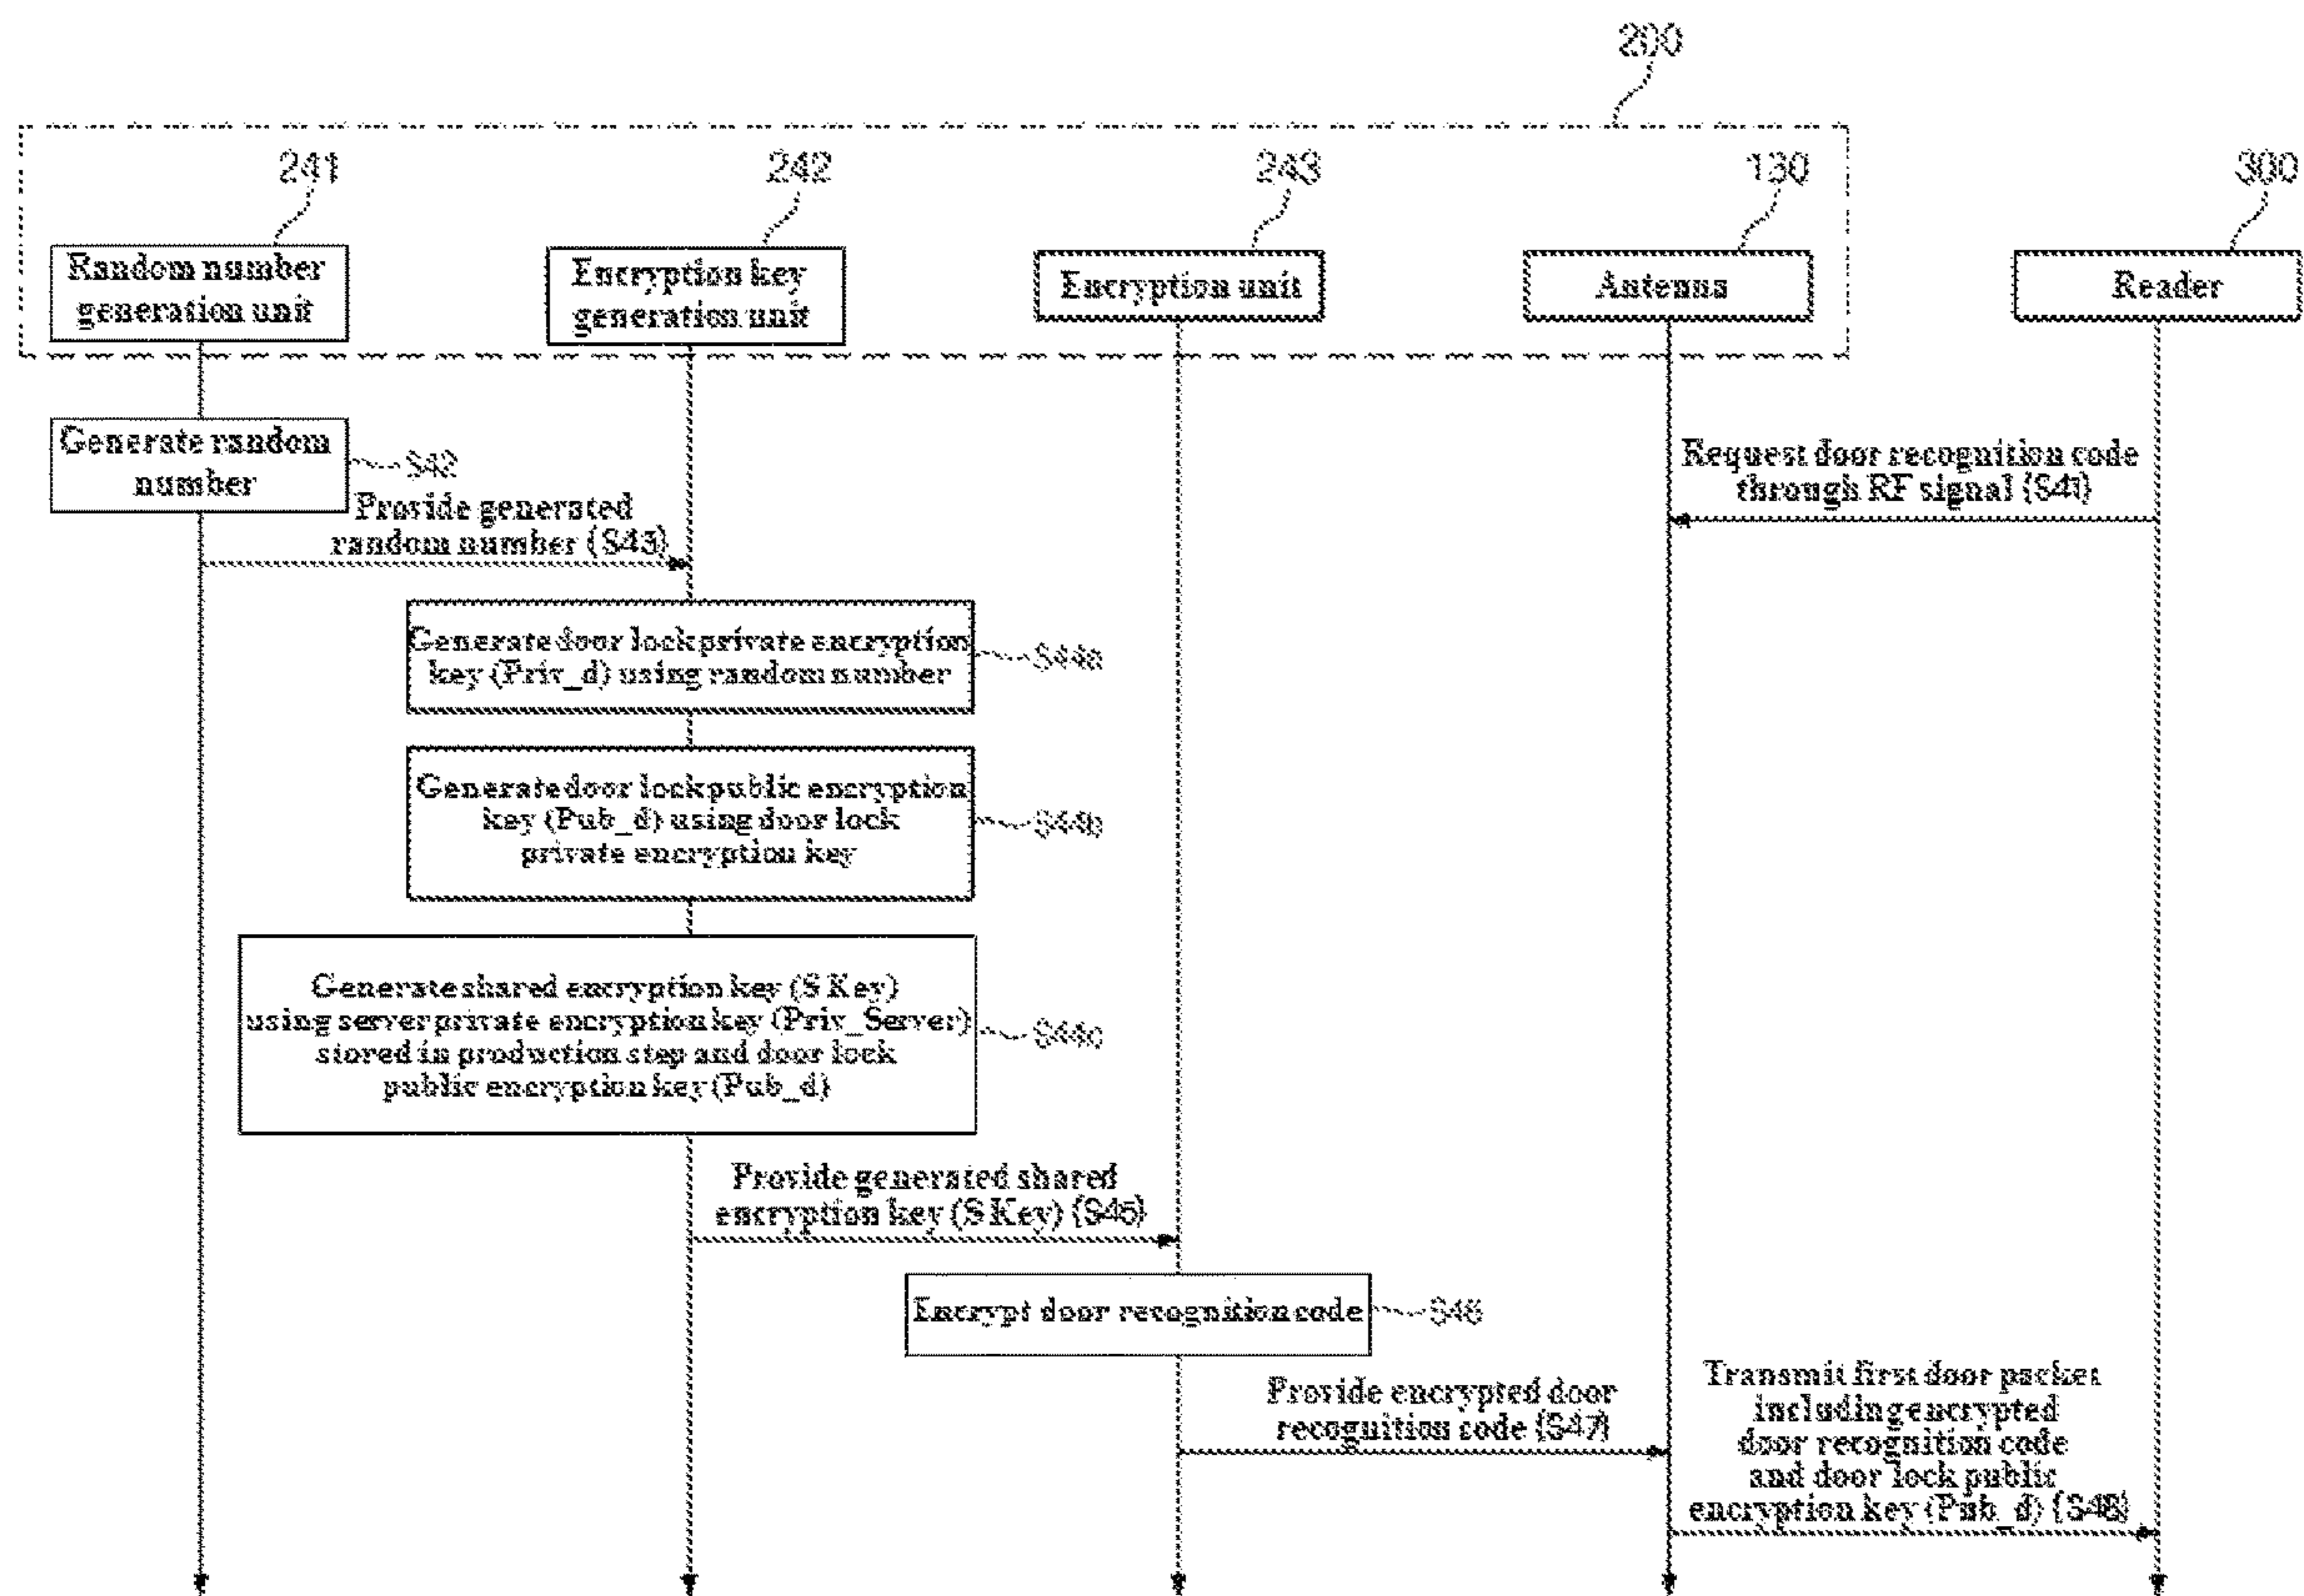 200
241
242
243
130
300
Random number
generation unit
Encryption key
generation unit
Encryption unit
Antenna
Reader
Generate random
number
S42
Request door recognition code
through RF signal (S41)
Provide generated
random number (S43)
Generate door lock private encryption
key (Priv_d) using random number
S44a
Generate door lock public encryption
key (Pub_d) using door lock
private encryption key
S44b
Generate shared encryption key (S Key)
using server private encryption key (Priv_Server)
stored in production step and door lock
public encryption key (Pub_d)
S44c
Provide generated shared
encryption key (S Key) (S45)
Encrypt door recognition code
S46
Provide encrypted door
recognition code (S47)
Transmit first door packet
including encrypted
door recognition code
and door lock public
encryption key (Pub_d) (S48)